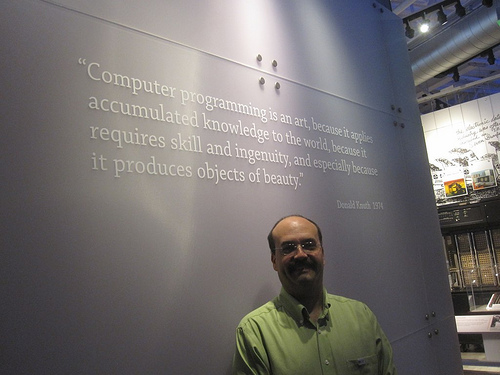 “Computer programming is an art, because it applies
accumulated knowledge to the world, because it
requires skill and ingenuity, and especially because
it produces objects of beauty.”
Donald Knuth 1974